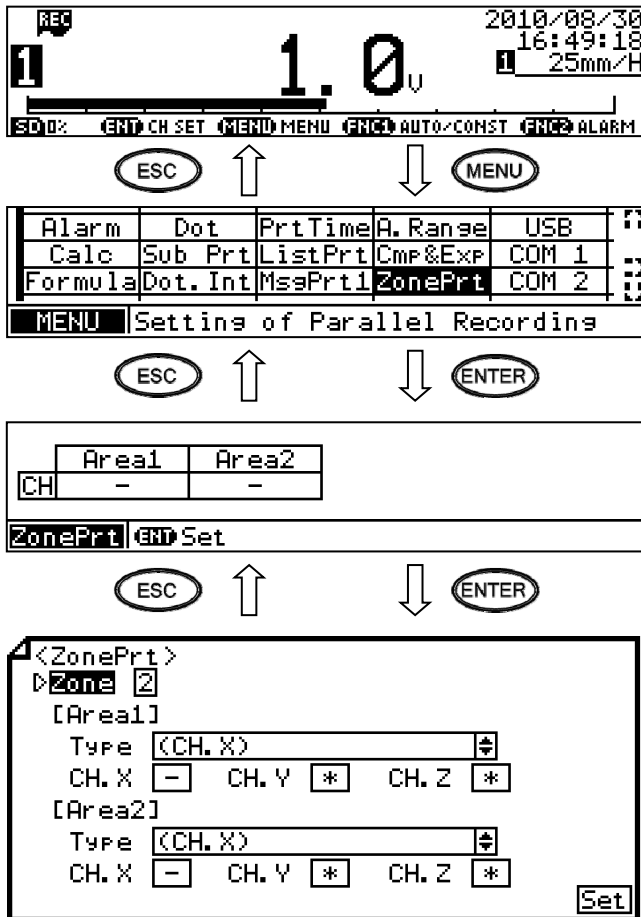 REC 2010/08/30
16:49:18
1 1.0V 1 25mm/H
SD 0% ENT CH SET MENU MENU FNC1 AUTO/CONST FNC2 ALARM
ESC MENU
Alarm Dot PrtTime A.Range USB
Calc Sub Prt ListPrt Cmp&Exp COM 1
Formula Dot.Int MsgPrt1 ZonePrt COM 2
MENU Setting of Parallel Recording
ESC ENTER
Area1 Area2
CH - -
ZonePrt ENT Set
ESC ENTER
<ZonePrt>
Zone 2
[Area1]
Type (CH.X)
CH.X - CH.Y * CH.Z *
[Area2]
Type (CH.X)
CH.X - CH.Y * CH.Z *
Set